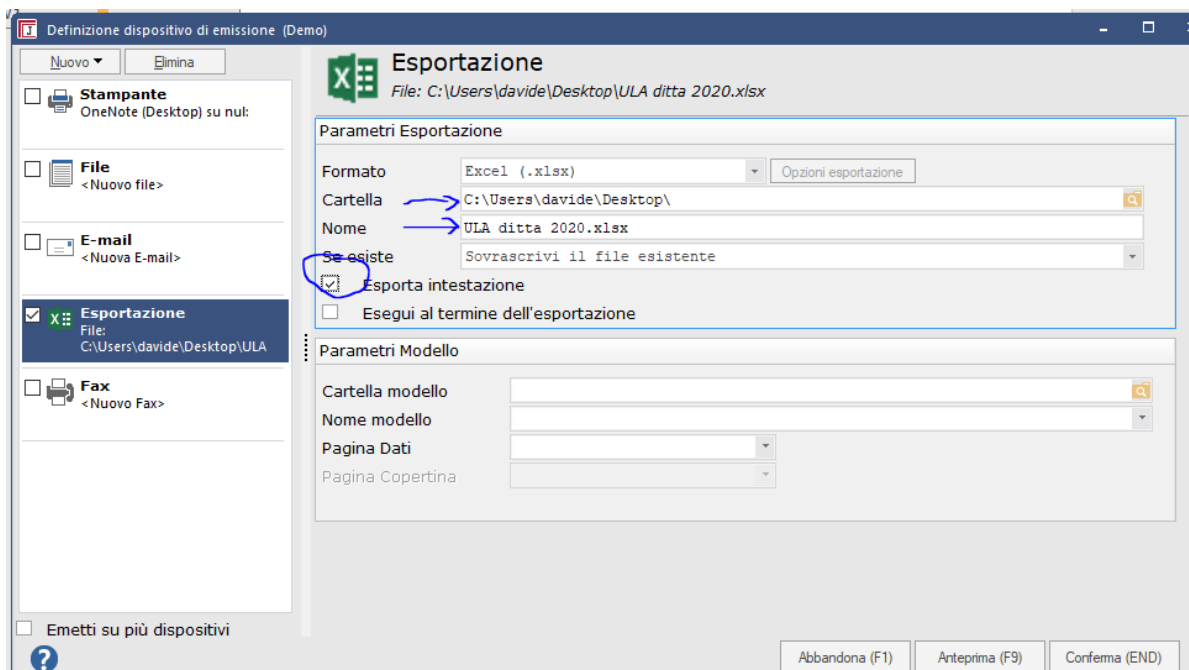 Definizione dispositivo di emissione (Demo)
Nuovo Elimina
Stampante
OneNote (Desktop) su nul:
File
<Nuovo file>
E-mail
<Nuova E-mail>
Esportazione
File:
C:\Users\davide\Desktop\ULA
Fax
<Nuovo Fax>
Emetti su più dispositivi
Esportazione
File: C:\Users\davide\Desktop\ULA ditta 2020.xlsx
Parametri Esportazione
Formato Excel (.xlsx) Opzioni esportazione
Cartella C:\Users\davide\Desktop\
Nome ULA ditta 2020.xlsx
Se esiste Sovrascrivi il file esistente
Esporta intestazione
Esegui al termine dell'esportazione
Parametri Modello
Cartella modello
Nome modello
Pagina Dati
Pagina Copertina
Abbandona (F1) Anteprima (F9) Conferma (END)